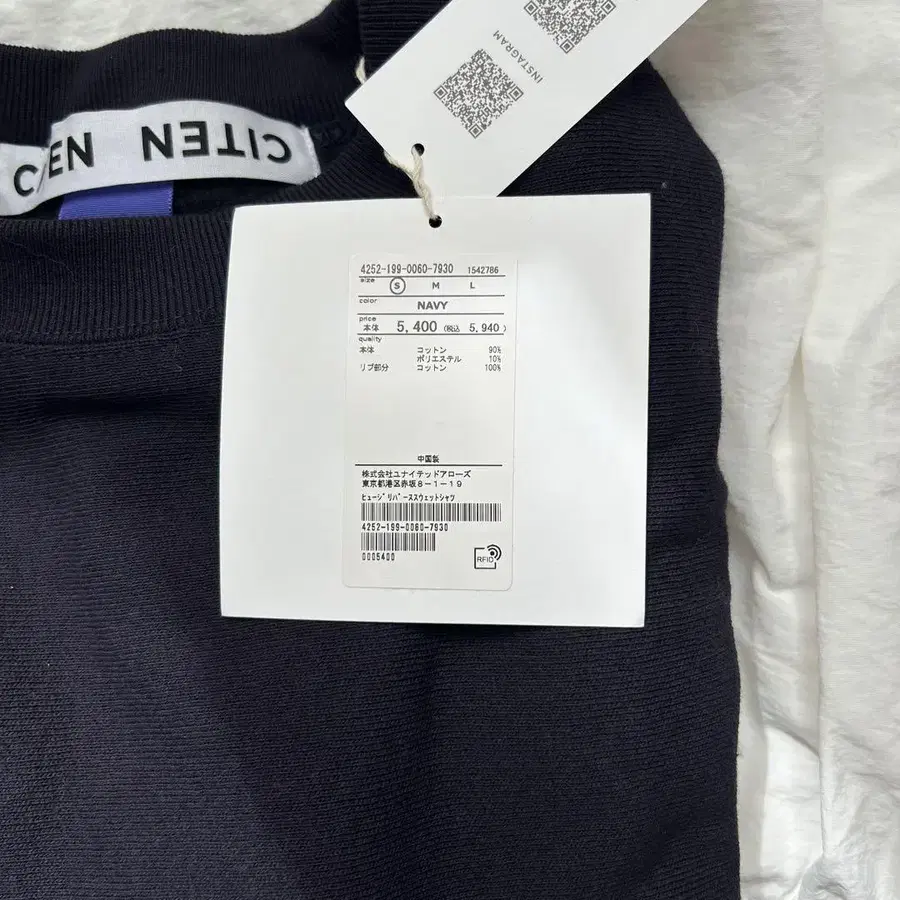 INSTAGRAM
CITEN
CITEN
4252-199-0060-7930 1542786
size S M L
color NAVY
price 本体 5,400 (税込 5,940 )
quality
本体 コットン 90%
ポリエステル 10%
リブ部分 コットン 100%
中国製
株式会社ユナイテッドアローズ
東京都港区赤坂8-1-19
ヒュージリバーススウェットシャツ
4252-199-0060-7930
0005400
RFID